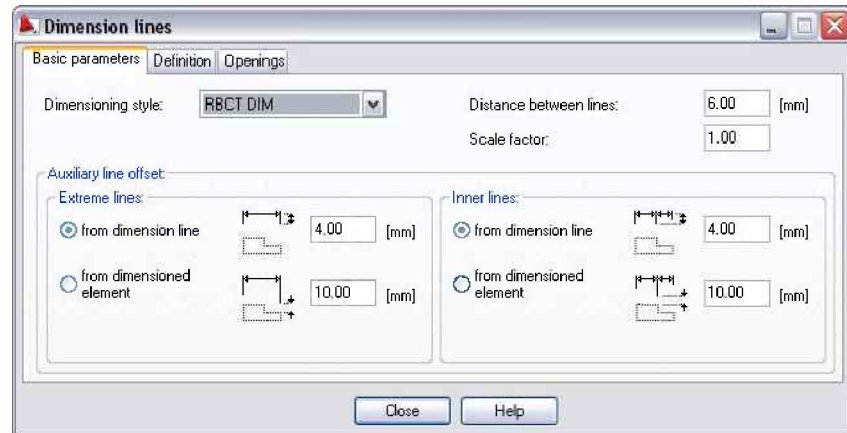 Dimension lines
Basic parameters Definition Openings
Dimensioning style: RBCT DIM Distance between lines: 6.00 [mm]
Scale factor: 1.00
Auxiliary line offset:
Extreme lines: Inner lines:
from dimension line 4.00 [mm] from dimension line 4.00 [mm]
from dimensioned element 10.00 [mm] from dimensioned element 10.00 [mm]
Close Help